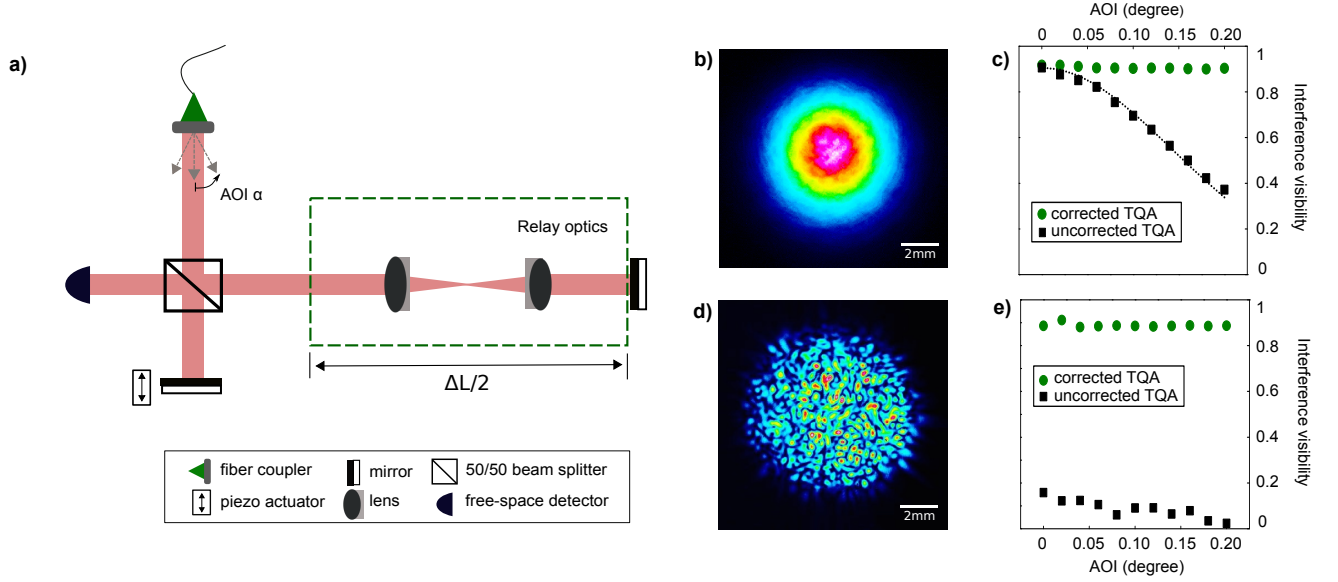 a)
AOI α
Relay optics
ΔL/2
fiber coupler
mirror
50/50 beam splitter
piezo actuator
lens
free-space detector
b)
2mm
AOI (degree)
0 0.05 0.10 0.15 0.20
c)
1
0.8
0.6
0.4
0.2
0
Interference visibility
corrected TQA
uncorrected TQA
d)
2mm
e)
1
0.8
0.6
0.4
0.2
0
Interference visibility
corrected TQA
uncorrected TQA
0 0.05 0.10 0.15 0.20
AOI (degree)